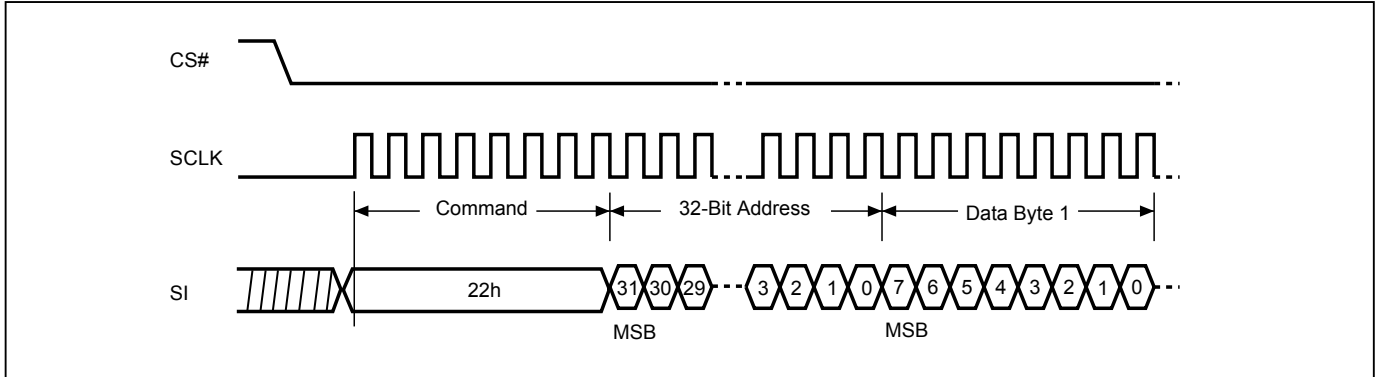 CS#
SCLK
Command
32-Bit Address
Data Byte 1
SI
22h
31 30 29
3 2 1 0 7 6 5 4 3 2 1 0
MSB
MSB